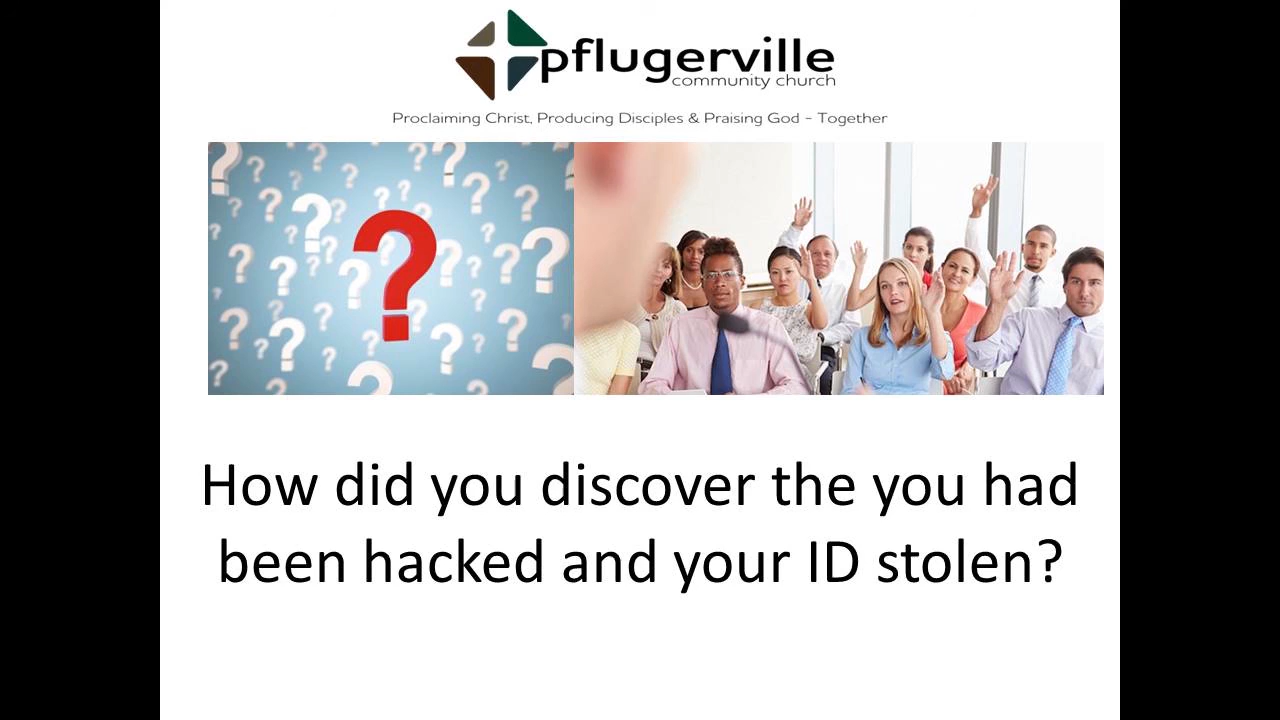 pflugerville
community church
Proclaiming Christ, Producing Disciples & Praising God - Together
How did you discover the you had
been hacked and your ID stolen?